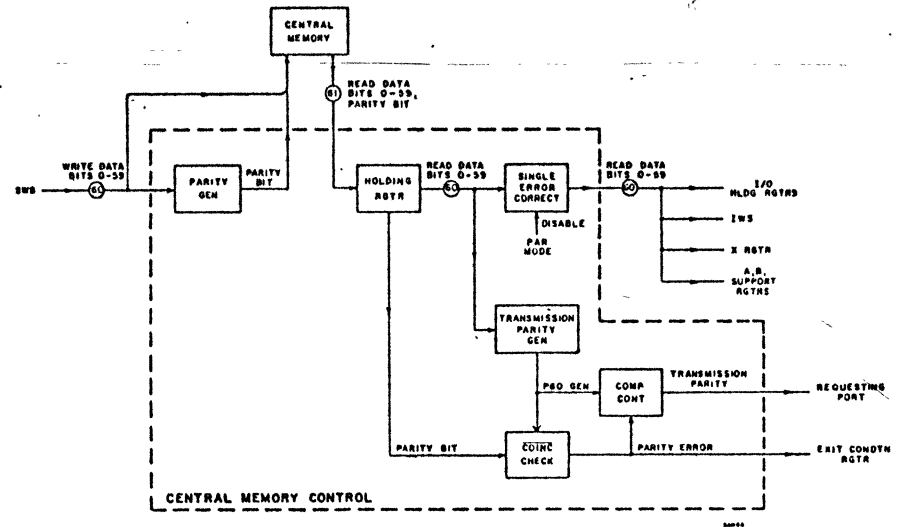 CENTRAL
MEMORY
61
READ DATA
BITS 0-59,
PARITY BIT
WRITE DATA
BITS 0-59
SWS
60
PARITY
GEN
PARITY
BIT
HOLDING
RGTR
READ DATA
BITS 0-59
60
SINGLE
ERROR
CORRECT
DISABLE
PAR
MODE
READ DATA
BITS 0-59
60
I/O
HLDG RGTRS
IWS
X RGTR
A,B,
SUPPORT
RGTRS
TRANSMISSION
PARITY
GEN
P60 GEN
COMP
CONT
TRANSMISSION
PARITY
REQUESTING
PORT
PARITY BIT
COINC
CHECK
PARITY ERROR
EXIT CONDTN
RGTR
CENTRAL MEMORY CONTROL